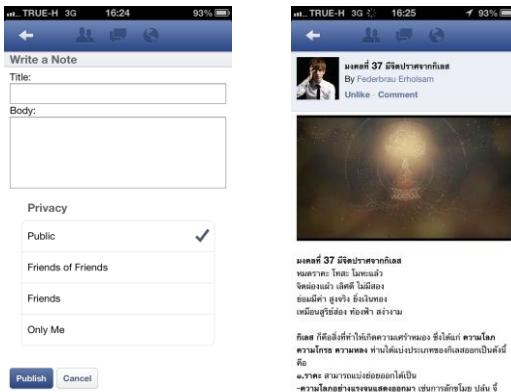 TRUE-H 3G 16:24 93%
Write a Note
Title:
Body:
Privacy
Public
Friends of Friends
Friends
Only Me
Publish Cancel
TRUE-H 3G 16:25 93%
มงคลที่ 37 มีจิตปราศจากกิเลส
By Federbrau Erholsam
Unlike · Comment
มงคลที่ 37 มีจิตปราศจากกิเลส
หมดราคะ โทสะ โมหะแล้ว
จิตผ่องแผ้ว เลิศดี ไม่มีสอง
ย่อมมีค่า สูงจริง ยิ่งเงินทอง
เหมือนสุริย์ส่อง ท้องฟ้า สง่างาม
กิเลส ก็คือสิ่งที่ทำให้เกิดความเศร้าหมอง ซึ่งได้แก่ ความโลภ
ความโกรธ ความหลง ท่านได้แบ่งประเภทของกิเลสออกเป็นดังนี้
คือ
๑.ราคะ สามารถแบ่งย่อยออกได้เป็น
-ความโลภอย่างแรงจนแสดงออกมา เช่นการลักขโมย ปล้น จี้